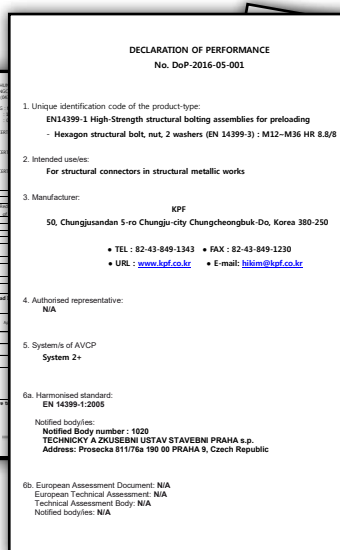 DECLARATION OF PERFORMANCE
No. DoP-2016-05-001
1. Unique identification code of the product-type:
EN14399-1 High-Strength structural bolting assemblies for preloading
- Hexagon structural bolt, nut, 2 washers (EN 14399-3) : M12~M36 HR 8.8/8
2. Intended use/es:
For structural connectors in structural metallic works
3. Manufacturer:
KPF
50, Chungjusandan 5-ro Chungju-city Chungcheongbuk-Do, Korea 380-250
● TEL : 82-43-849-1343 ● FAX : 82-43-849-1230
● URL : www.kpf.co.kr ● E-mail: hikim@kpf.co.kr
4. Authorised representative:
N/A
5. System/s of AVCP
System 2+
6a. Harmonised standard:
EN 14399-1:2005
Notified body/ies:
Notified Body number : 1020
TECHNICKY A ZKUSEBNI USTAV STAVEBNI PRAHA s.p.
Address: Prosecka 811/76a 190 00 PRAHA 9, Czech Republic
6b. European Assessment Document: N/A
European Technical Assessment: N/A
Technical Assessment Body: N/A
Notified body/ies: N/A